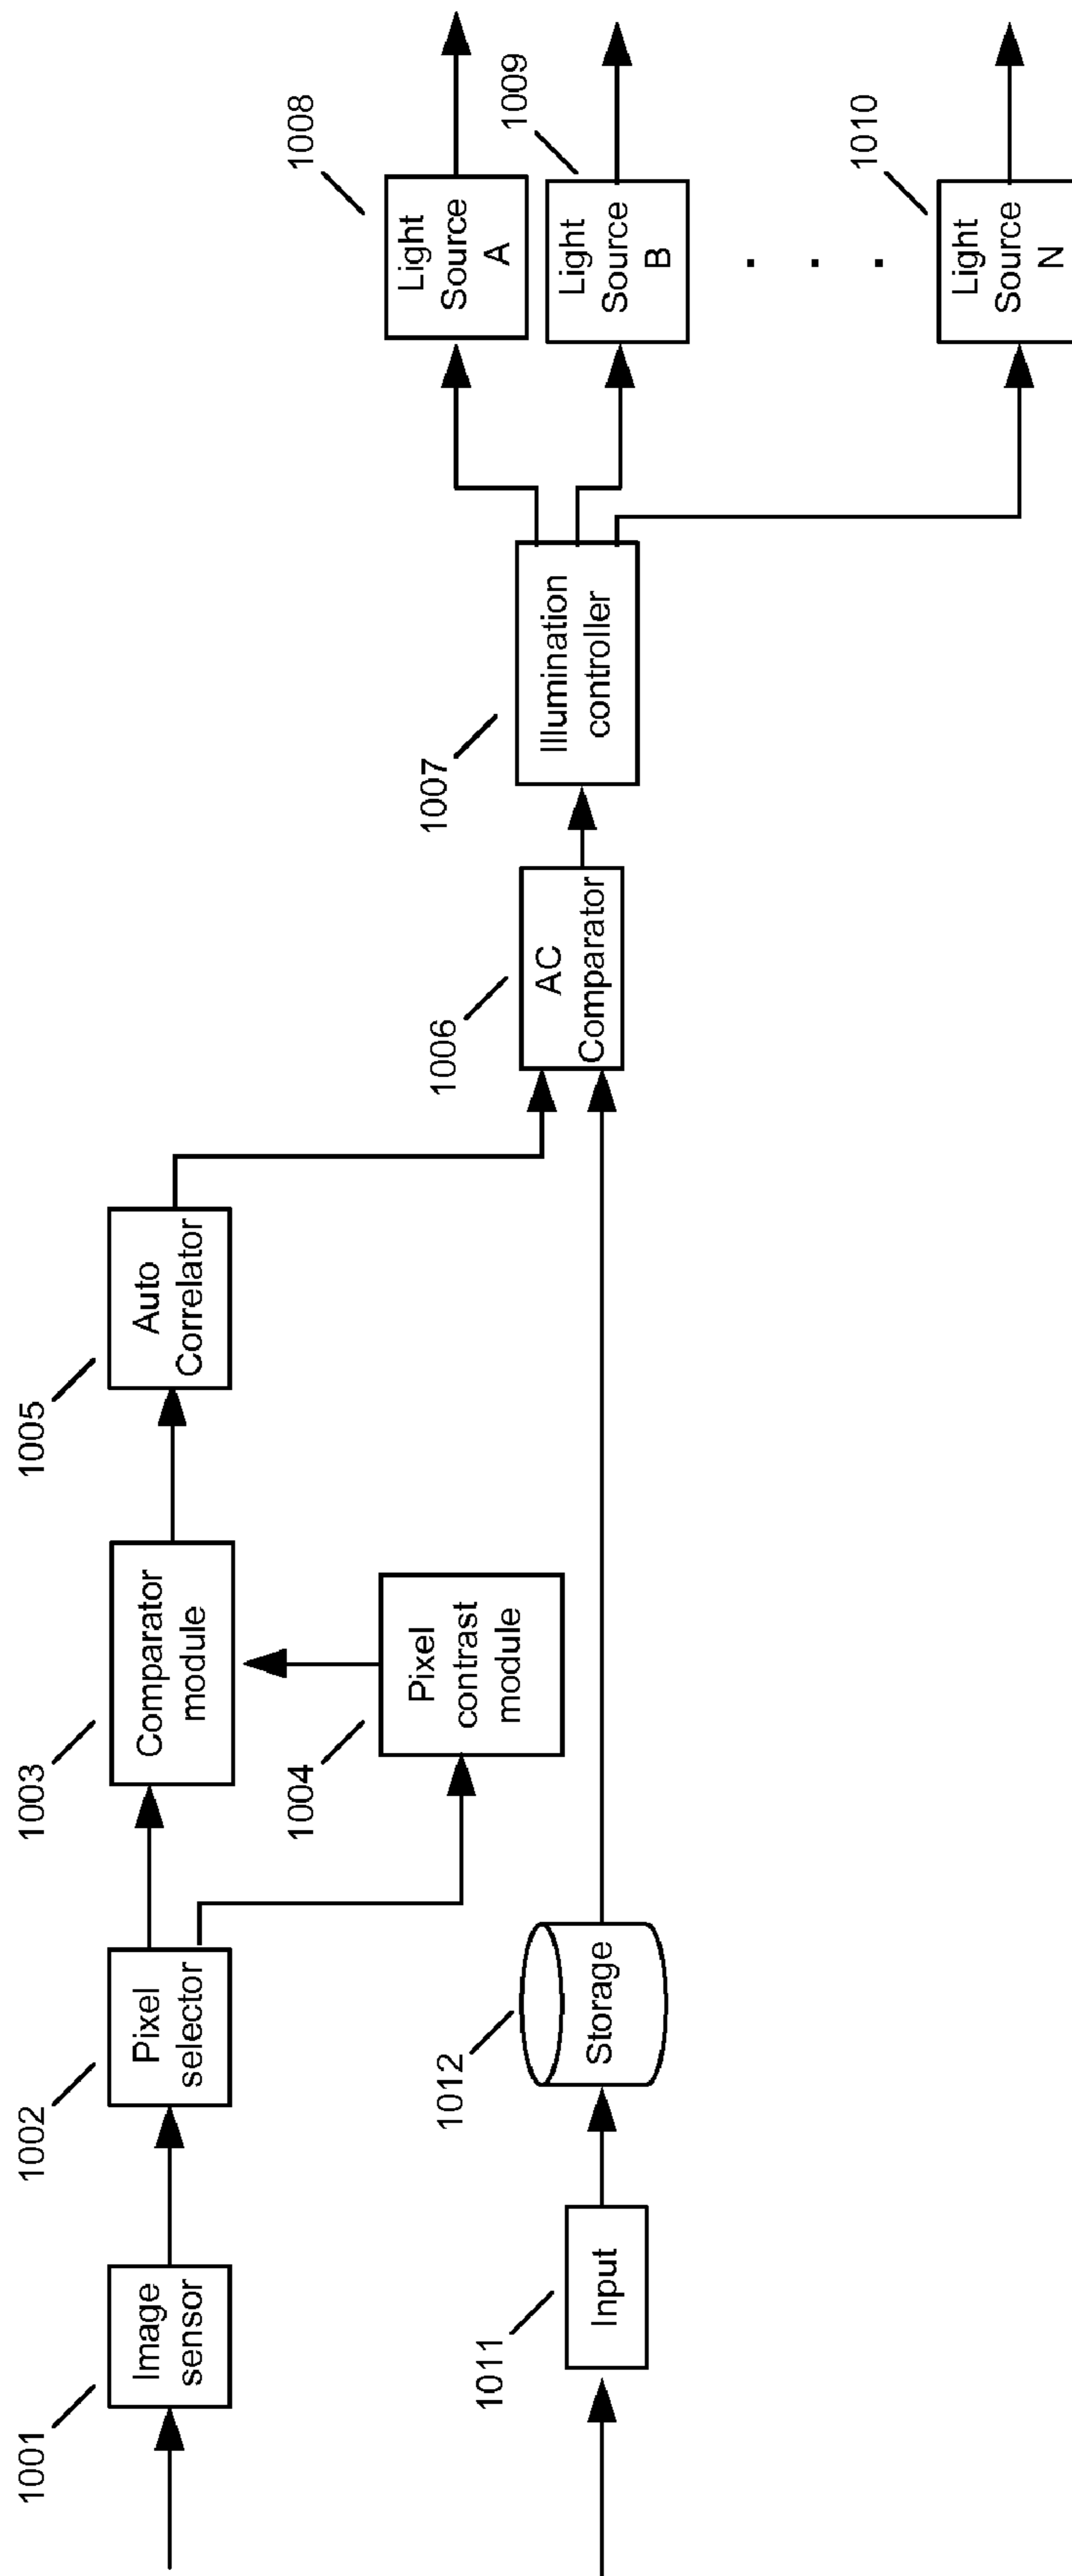 1001
Image
sensor
1002
Pixel
selector
1003
Comparator
module
1004
Pixel
contrast
module
1005
Auto
Correlator
1011
Input
1012
Storage
1006
AC
Comparator
1007
Illumination
controller
1008
Light
Source
A
1009
Light
Source
B
. . .
1010
Light
Source
N